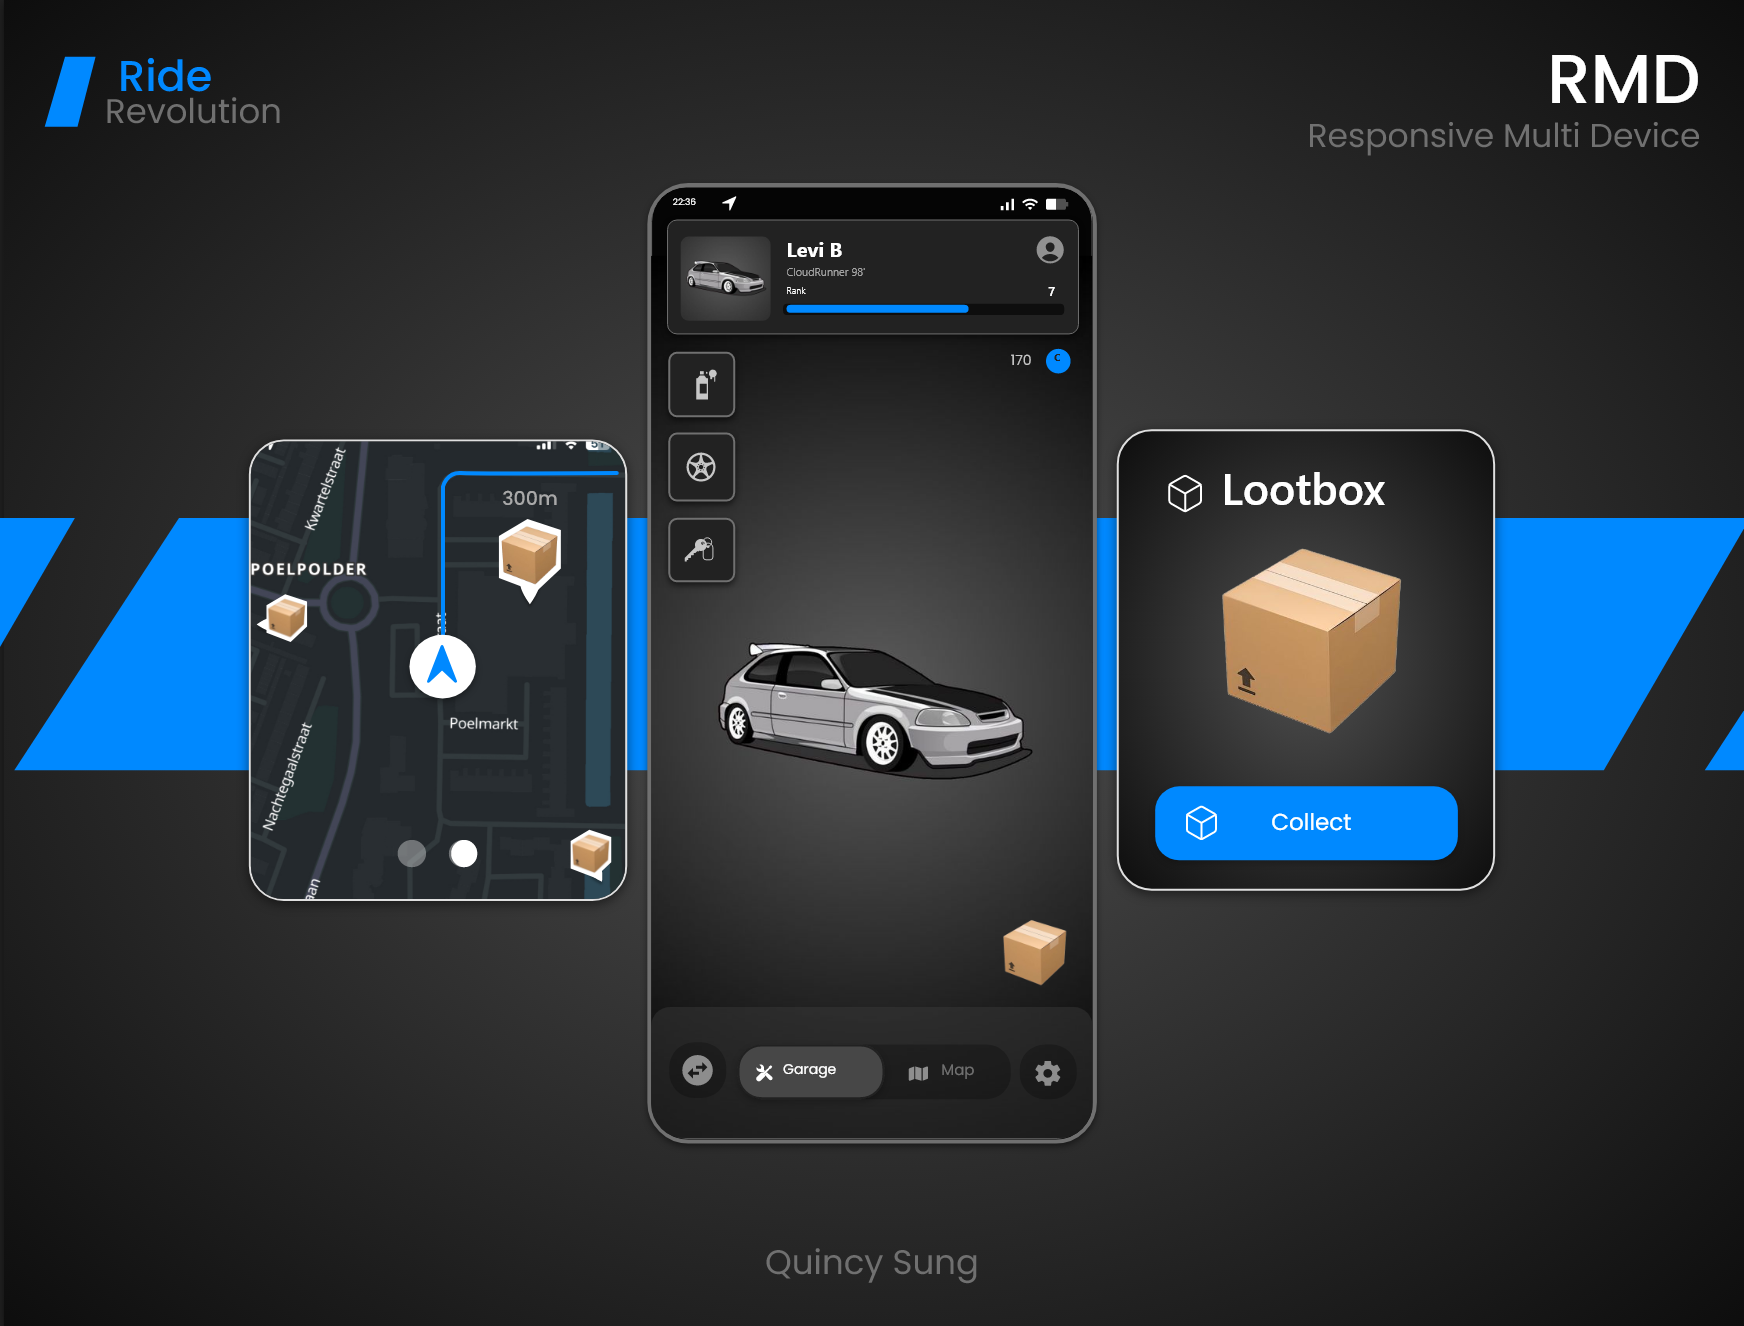 Ride
Revolution
RMD
Responsive Multi Device
22:36
Levi B
CloudRunner 98'
Rank
7
170
C
Kwartelstraat
300m
POELPOLDER
Poelmarkt
Nachtegaalstraat
Lootbox
Collect
Garage
Map
Quincy Sung